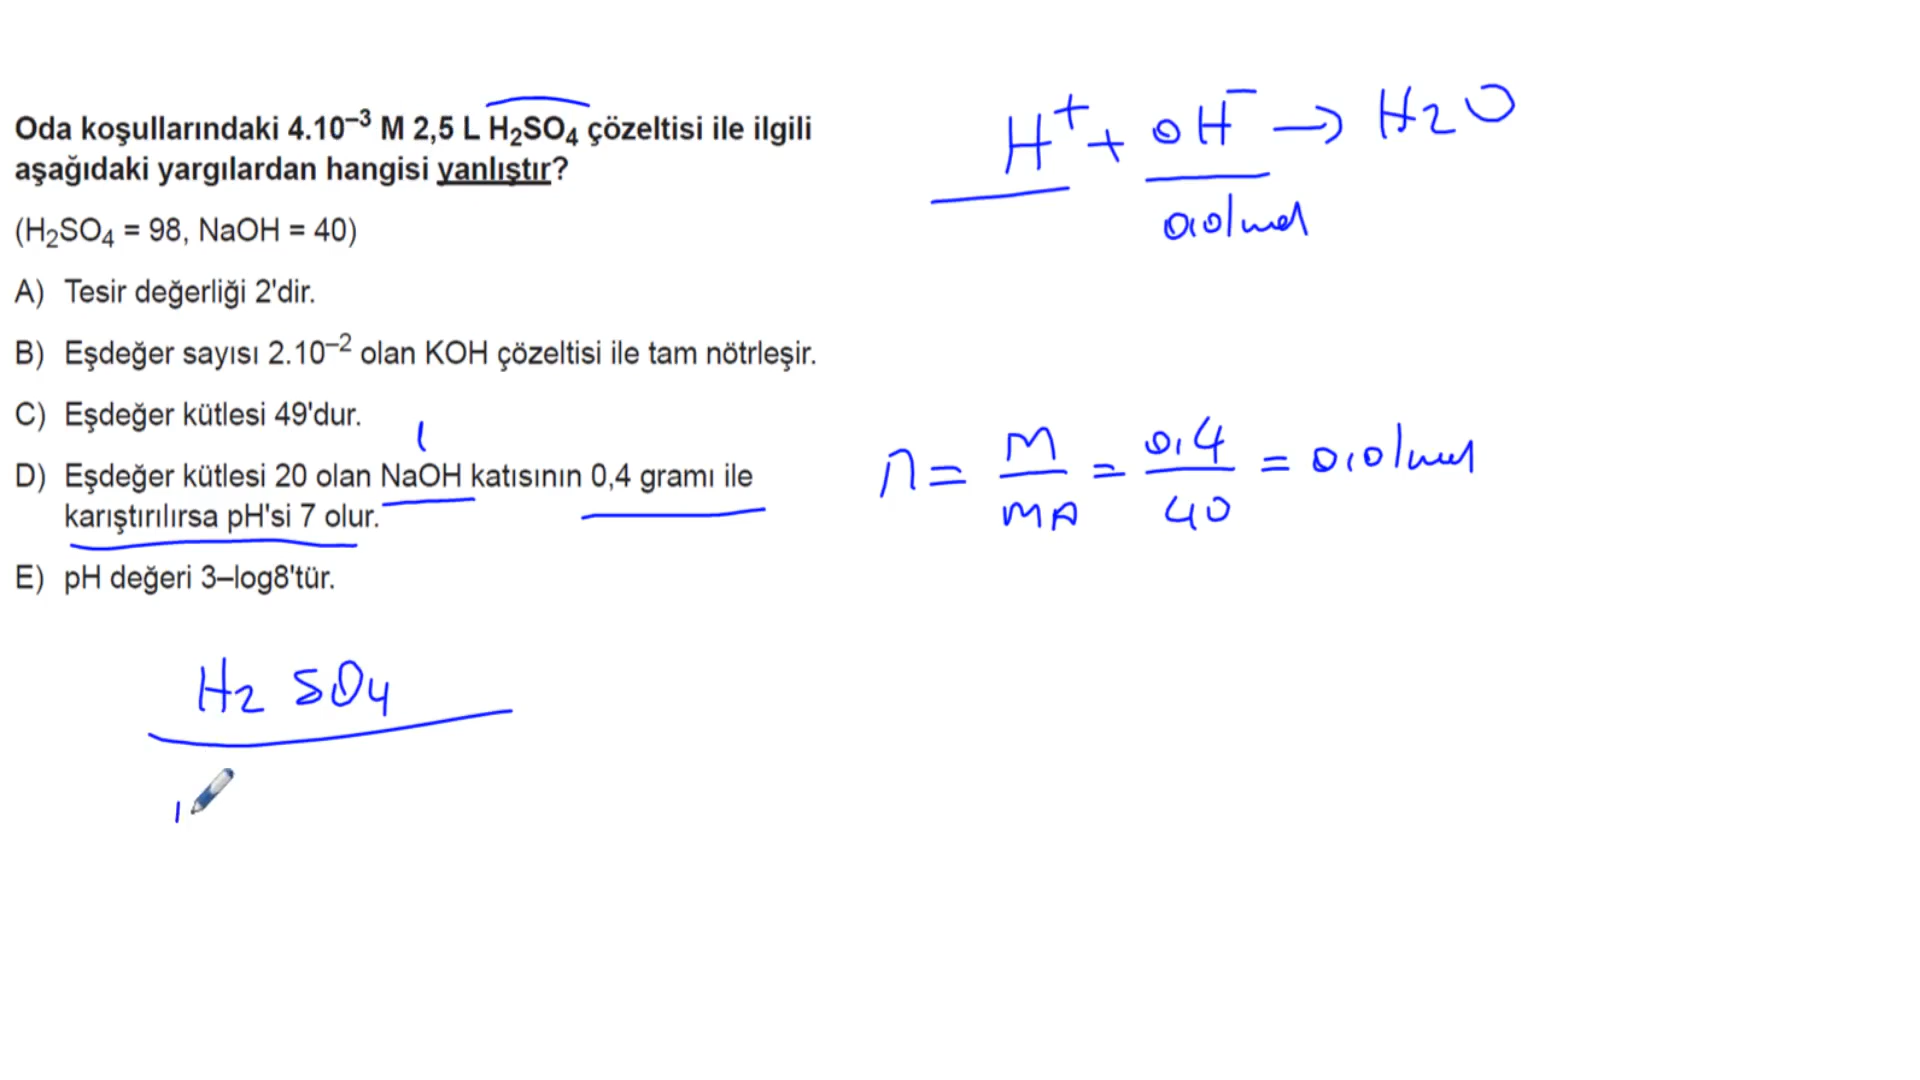 Oda koşullarındaki 4.10⁻³ M 2,5 L H₂SO₄ çözeltisi ile ilgili
aşağıdaki yargılardan hangisi yanlıştır?
(H₂SO₄ = 98, NaOH = 40)
A) Tesir değerliği 2'dir.
B) Eşdeğer sayısı 2.10⁻² olan KOH çözeltisi ile tam nötrleşir.
C) Eşdeğer kütlesi 49'dur.
D) Eşdeğer kütlesi 20 olan NaOH katısının 0,4 gramı ile
karıştırılırsa pH'si 7 olur.
E) pH değeri 3–log8'tür.
H₂SO₄
H⁺ + OH⁻ → H₂O
0,01 mol
n = m/MA = 0,4/40 = 0,01 mol